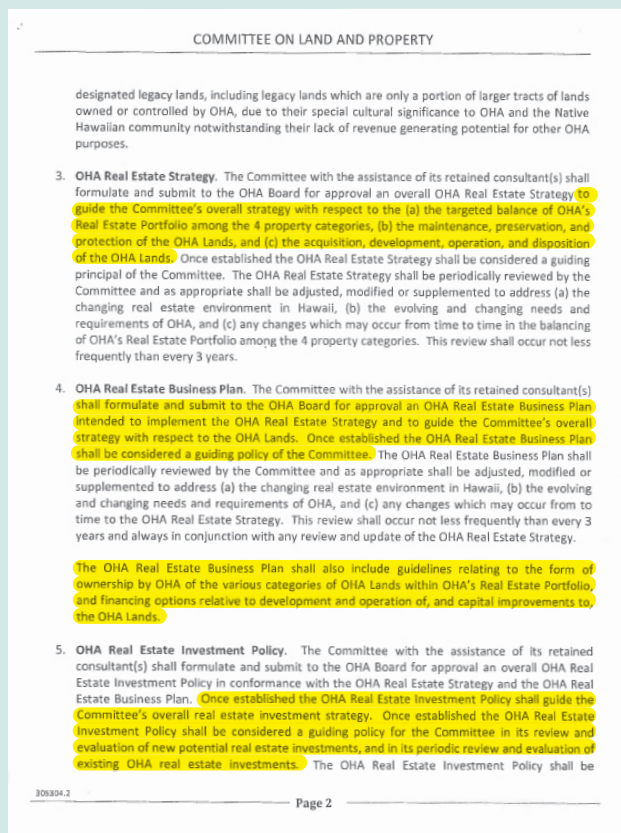 COMMITTEE ON LAND AND PROPERTY
designated legacy lands, including legacy lands which are only a portion of larger tracts of lands
owned or controlled by OHA, due to their special cultural significance to OHA and the Native
Hawaiian community notwithstanding their lack of revenue generating potential for other OHA
purposes.
3. OHA Real Estate Strategy. The Committee with the assistance of its retained consultant(s) shall
formulate and submit to the OHA Board for approval an overall OHA Real Estate Strategy to
guide the Committee's overall strategy with respect to the (a) the targeted balance of OHA's
Real Estate Portfolio among the 4 property categories, (b) the maintenance, preservation, and
protection of the OHA Lands, and (c) the acquisition, development, operation, and disposition
of the OHA Lands. Once established the OHA Real Estate Strategy shall be considered a guiding
principal of the Committee. The OHA Real Estate Strategy shall be periodically reviewed by the
Committee and as appropriate shall be adjusted, modified or supplemented to address (a) the
changing real estate environment in Hawaii, (b) the evolving and changing needs and
requirements of OHA, and (c) any changes which may occur from time to time in the balancing
of OHA's Real Estate Portfolio among the 4 property categories. This review shall occur not less
frequently than every 3 years.
4. OHA Real Estate Business Plan. The Committee with the assistance of its retained consultant(s)
shall formulate and submit to the OHA Board for approval an OHA Real Estate Business Plan
intended to implement the OHA Real Estate Strategy and to guide the Committee's overall
strategy with respect to the OHA Lands. Once established the OHA Real Estate Business Plan
shall be considered a guiding policy of the Committee. The OHA Real Estate Business Plan shall
be periodically reviewed by the Committee and as appropriate shall be adjusted, modified or
supplemented to address (a) the changing real estate environment in Hawaii, (b) the evolving
and changing needs and requirements of OHA, and (c) any changes which may occur from to
time to the OHA Real Estate Strategy. This review shall occur not less frequently than every 3
years and always in conjunction with any review and update of the OHA Real Estate Strategy.
The OHA Real Estate Business Plan shall also include guidelines relating to the form of
ownership by OHA of the various categories of OHA Lands within OHA's Real Estate Portfolio,
and financing options relative to development and operation of, and capital improvements to,
the OHA Lands.
5. OHA Real Estate Investment Policy. The Committee with the assistance of its retained
consultant(s) shall formulate and submit to the OHA Board for approval an overall OHA Real
Estate Investment Policy in conformance with the OHA Real Estate Strategy and the OHA Real
Estate Business Plan. Once established the OHA Real Estate Investment Policy shall guide the
Committee's overall real estate investment strategy. Once established the OHA Real Estate
Investment Policy shall be considered a guiding policy for the Committee in its review and
evaluation of new potential real estate investments, and in its periodic review and evaluation of
existing OHA real estate investments. The OHA Real Estate Investment Policy shall be
305304.2
Page 2